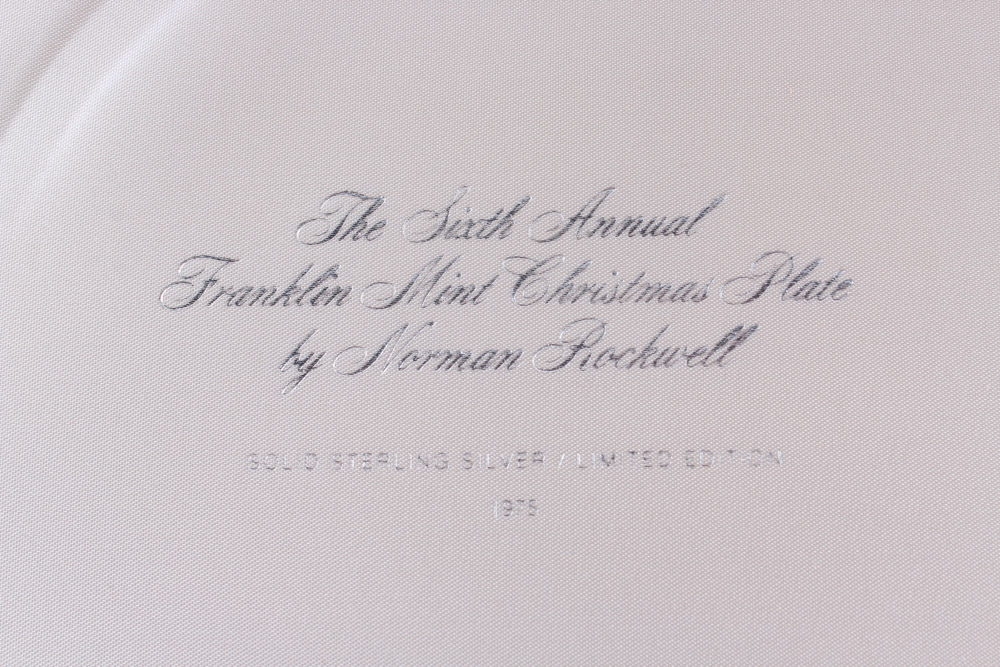 The Sixth Annual
Franklin Mint Christmas Plate
by Norman Rockwell
SOLID STERLING SILVER / LIMITED EDITION
1975